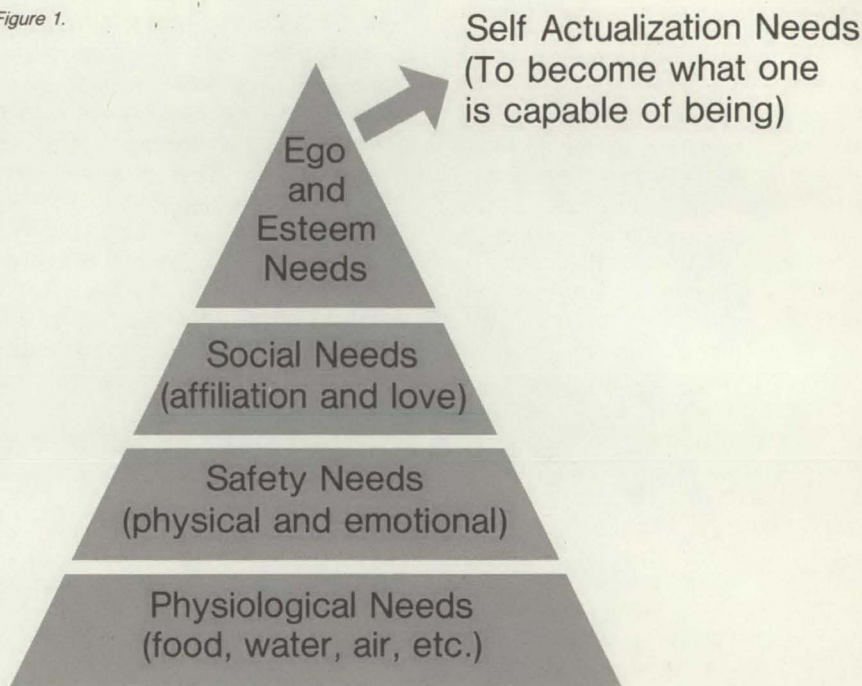 Figure 1.
Self Actualization Needs
(To become what one
is capable of being)
Ego
and
Esteem
Needs
Social Needs
(affiliation and love)
Safety Needs
(physical and emotional)
Physiological Needs
(food, water, air, etc.)